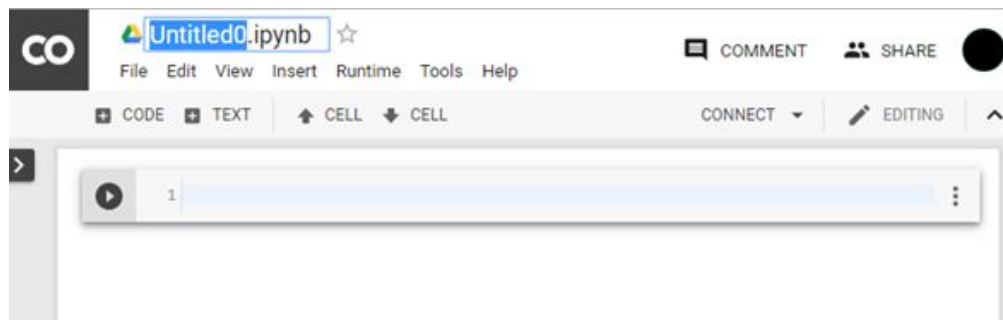 CO
Untitled0.ipynb
COMMENT
SHARE
File Edit View Insert Runtime Tools Help
CODE TEXT CELL CELL
CONNECT
EDITING
1